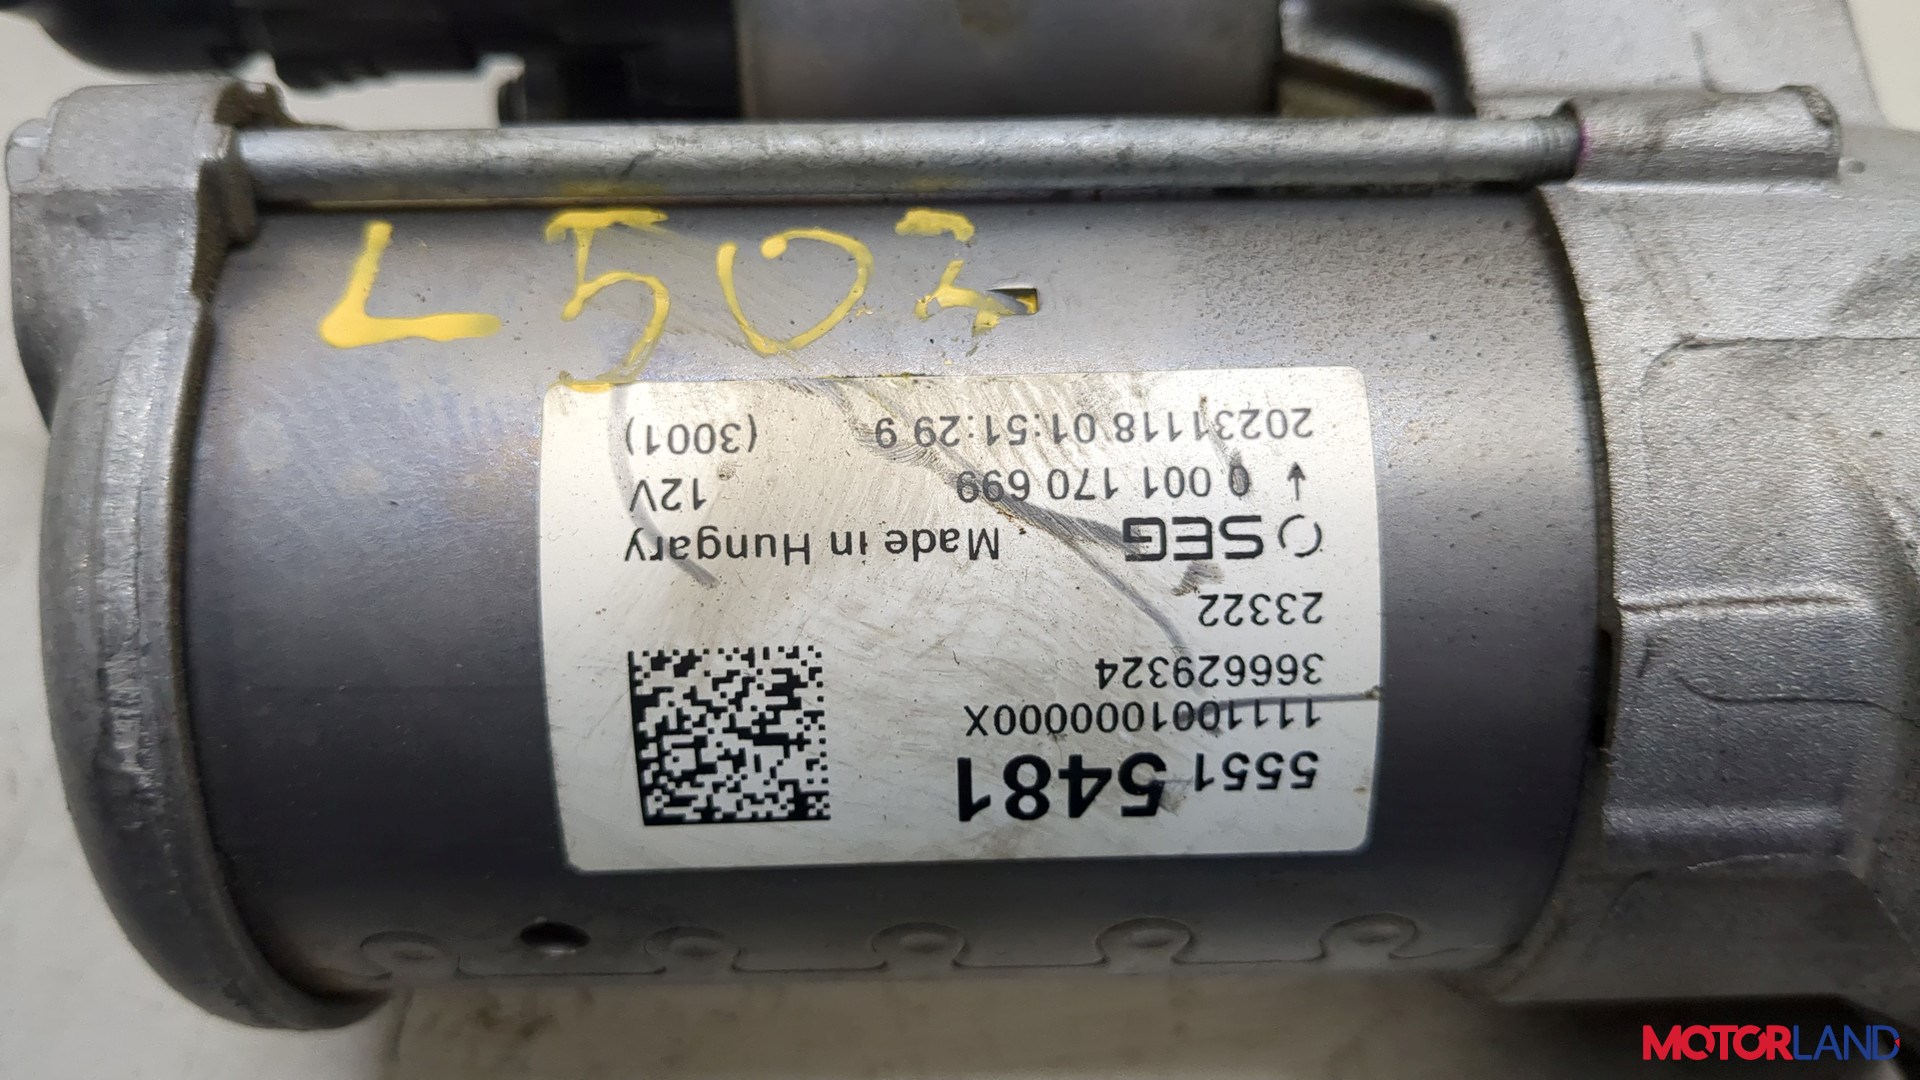 5551 5481
1111001000000X
366629324
23322
SEG Made in Hungary
↑ 0 001 170 699 12V
20231118 01:51:29 9 (3001)
MOTORLAND